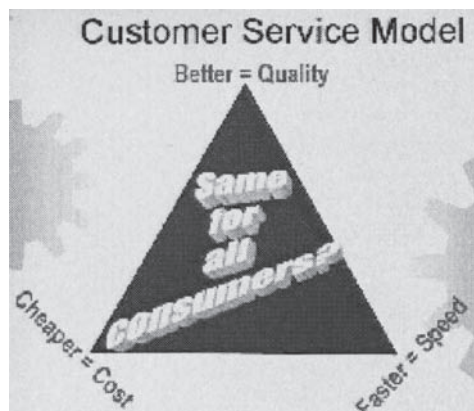 Customer Service Model
Better = Quality
Same
for
all
consumers?
Cheaper = Cost
Faster = Speed